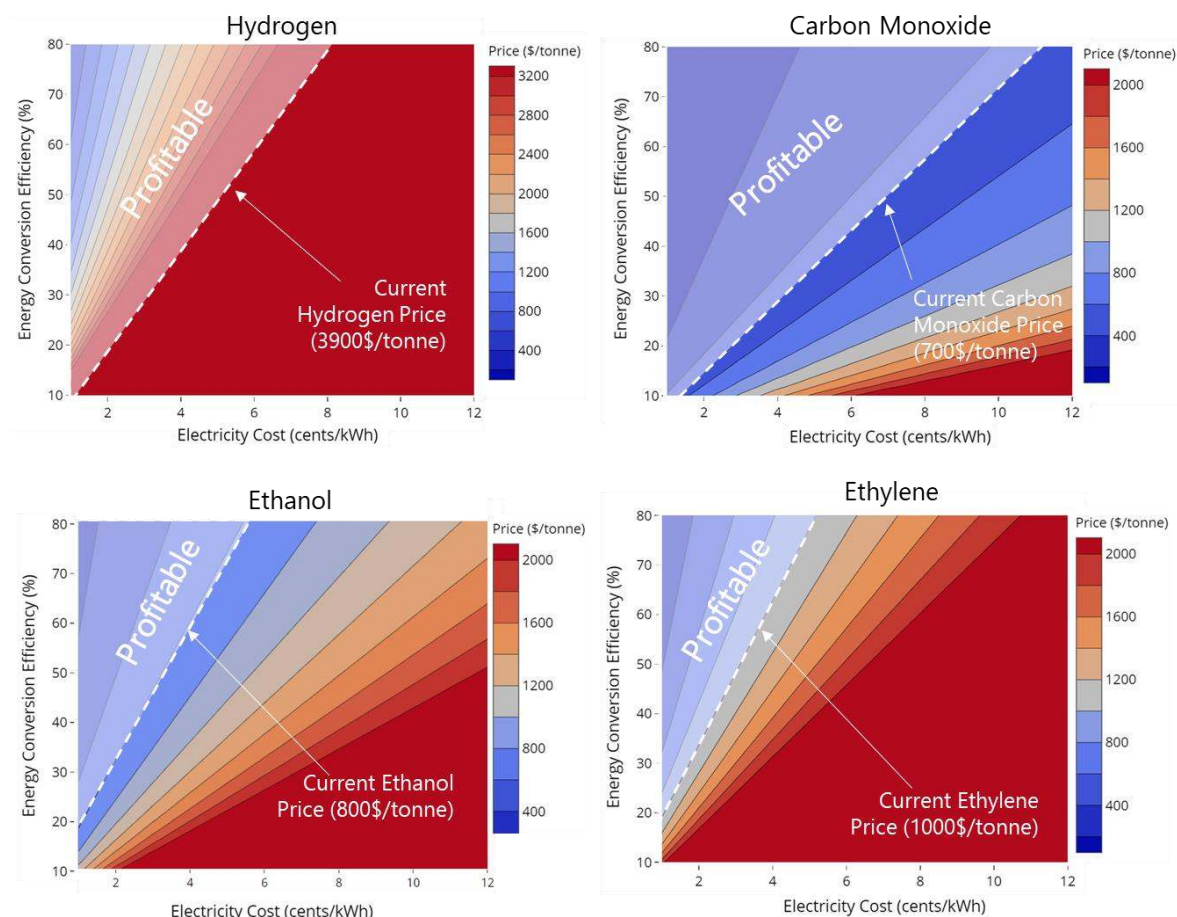 Hydrogen
Price ($/tonne)
Energy Conversion Efficiency (%)
80
70
60
50
40
30
20
10
Profitable
Current
Hydrogen Price
(3900$/tonne)
3200
2400
2000
1600
1200
800
400
2
4
6
8
10
12
Electricity Cost (cents/kWh)
Carbon Monoxide
Price ($/tonne)
Energy Conversion Efficiency (%)
80
70
60
50
40
30
20
10
Profitable
Current Carbon
Monoxide Price
(700$/tonne)
2000
1600
1200
800
400
2
4
6
8
10
12
Electricity Cost (cents/kWh)
Ethanol
Price ($/tonne)
Energy Conversion Efficiency (%)
80
70
60
50
40
30
20
10
Profitable
Current Ethanol
Price (800$/tonne)
2000
1600
1200
800
400
2
4
6
8
10
12
Electricity Cost (cents/kWh)
Ethylene
Price ($/tonne)
Energy Conversion Efficiency (%)
80
70
60
50
40
30
20
10
Profitable
Current Ethylene
Price (1000$/tonne)
2000
1600
1200
800
400
2
4
6
8
10
12
Electricity Cost (cents/kWh)